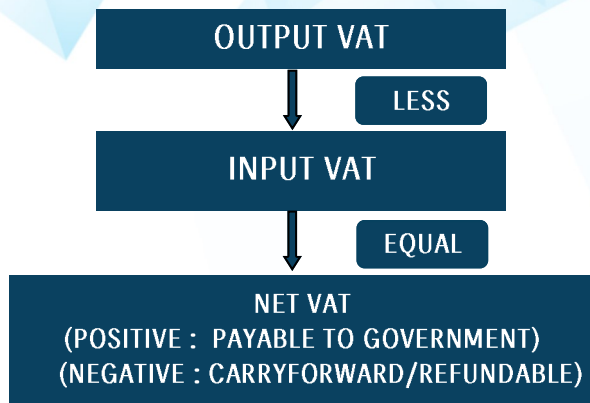 OUTPUT VAT
LESS
INPUT VAT
EQUAL
NET VAT
(POSITIVE : PAYABLE TO GOVERNMENT)
(NEGATIVE : CARRYFORWARD/REFUNDABLE)